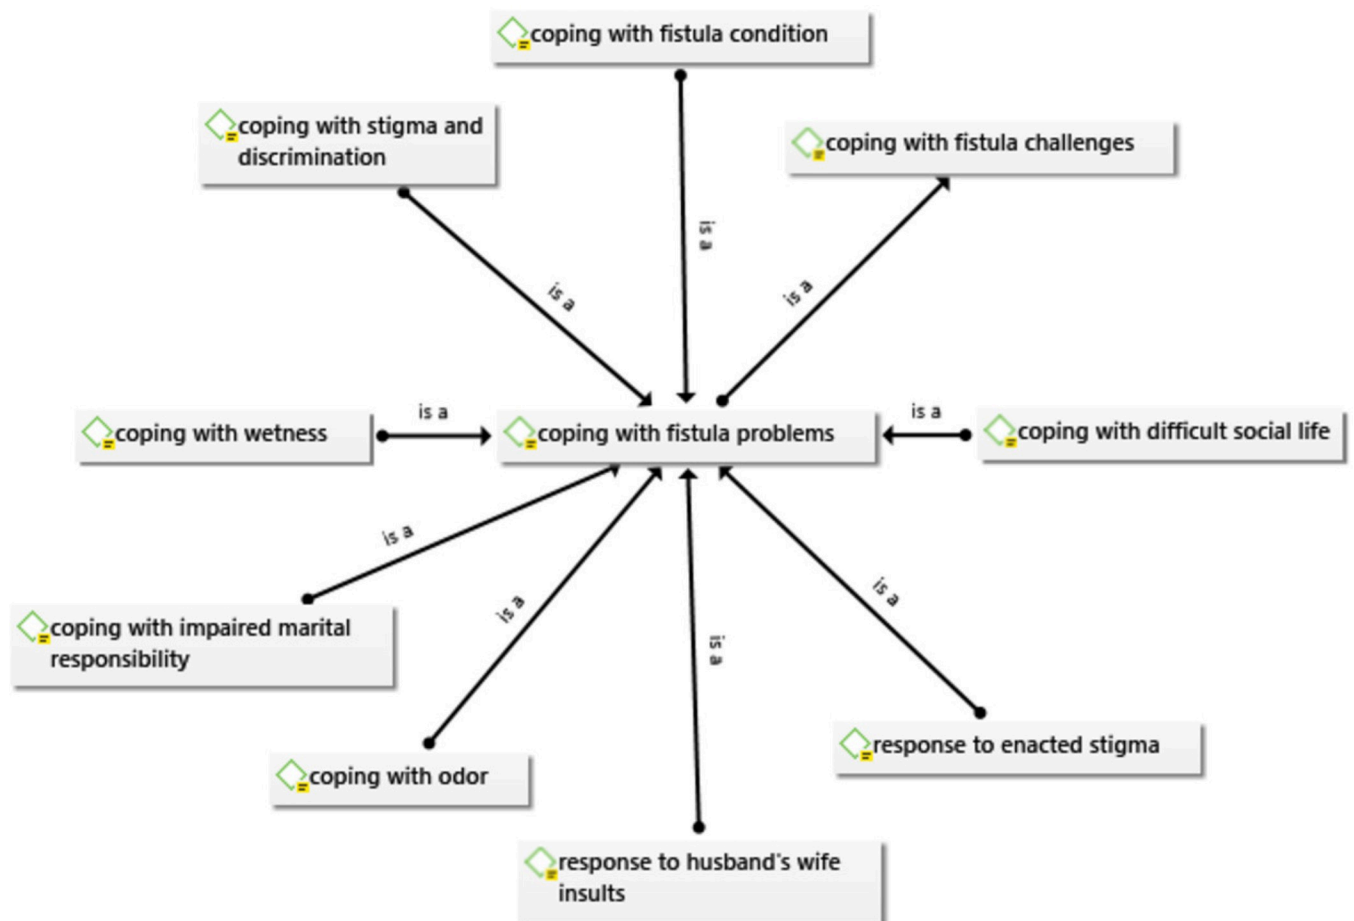 coping with fistula condition
coping with stigma and
discrimination
coping with fistula challenges
is a
is a
is a
is a
is a
coping with wetness
coping with fistula problems
coping with difficult social life
is a
is a
is a
is a
coping with impaired marital
responsibility
response to enacted stigma
coping with odor
response to husband's wife
insults